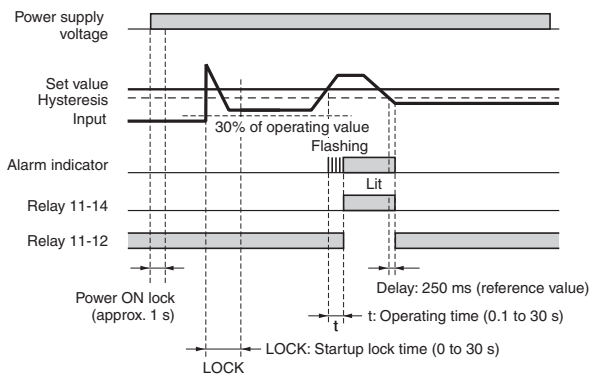 Power supply
voltage
Set value
Hysteresis
Input
30% of operating value
Flashing
Alarm indicator
Lit
Relay 11-14
Relay 11-12
Power ON lock
(approx. 1 s)
Delay: 250 ms (reference value)
t
t: Operating time (0.1 to 30 s)
LOCK: Startup lock time (0 to 30 s)
LOCK